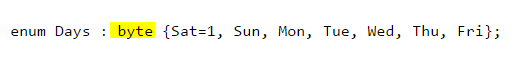 enum Days : byte {Sat=1, Sun, Mon, Tue, Wed, Thu, Fri};